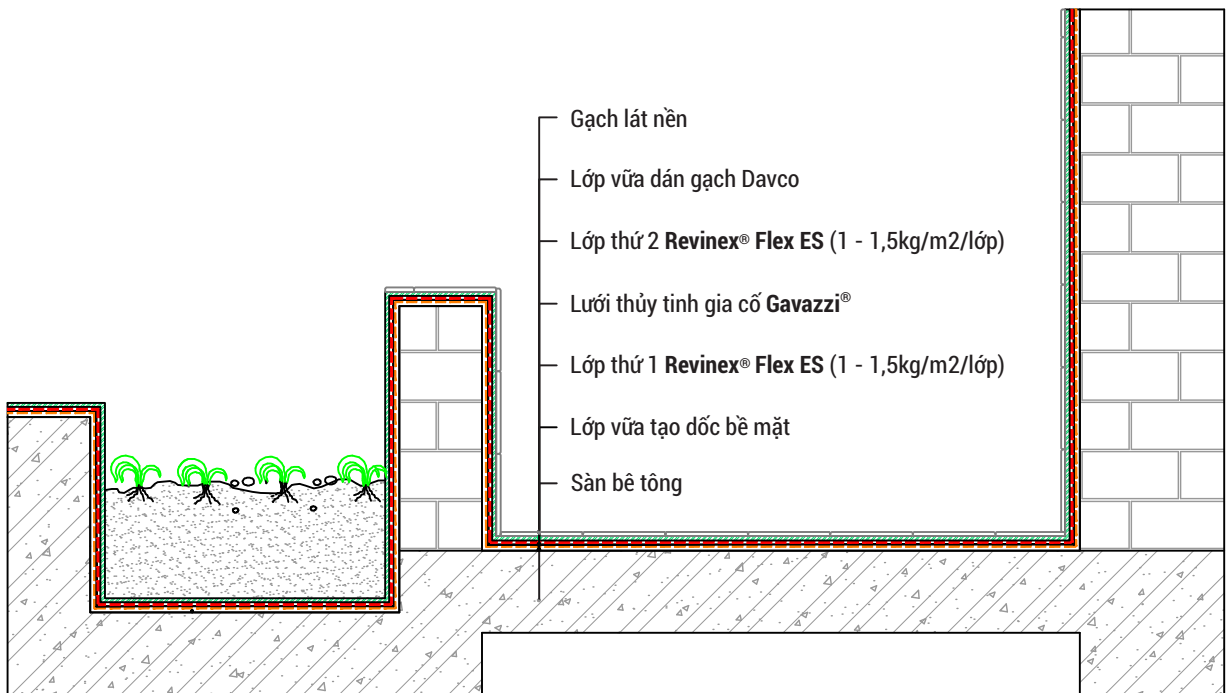 Gạch lát nền
Lớp vữa dán gạch Davco
Lớp thứ 2 Revinex® Flex ES (1 - 1,5kg/m2/lớp)
Lưới thủy tinh gia cố Gavazzi®
Lớp thứ 1 Revinex® Flex ES (1 - 1,5kg/m2/lớp)
Lớp vữa tạo dốc bề mặt
Sàn bê tông